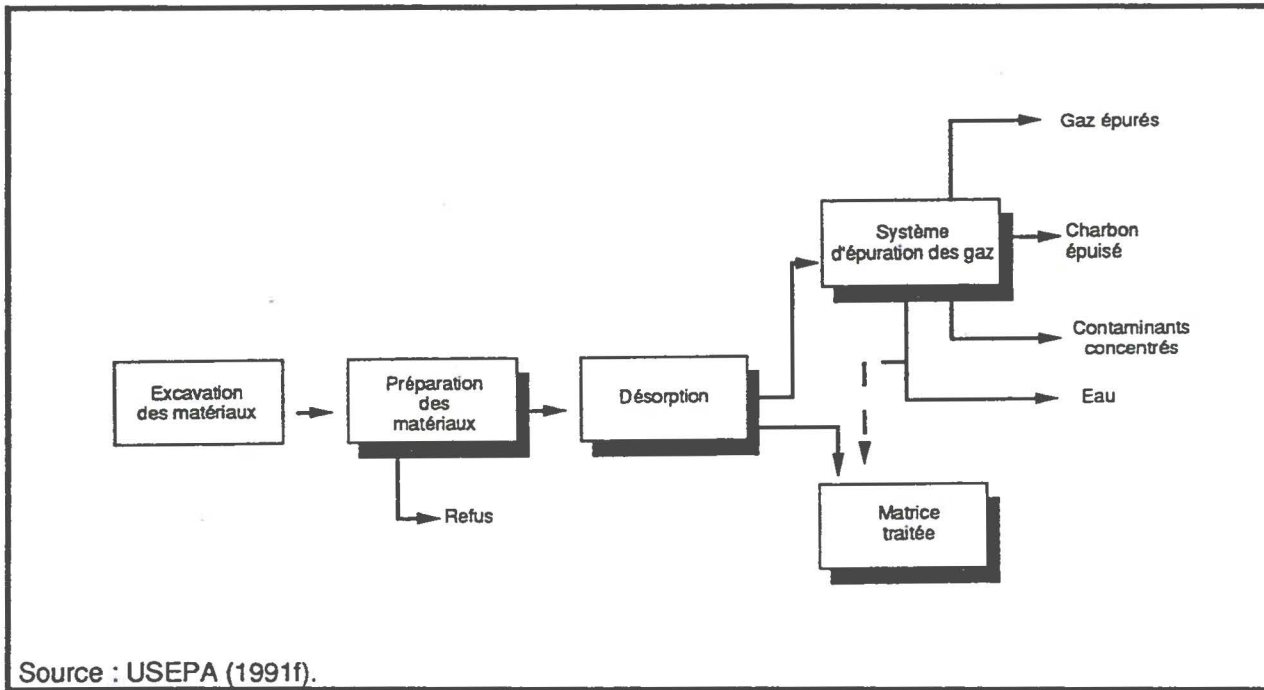 Gaz épurés
Système
d'épuration des gaz
Charbon
épuisé
Contaminants
concentrés
Eau
Excavation
des matériaux
Préparation
des
matériaux
Désorption
Refus
Matrice
traitée
Source : USEPA (1991f).